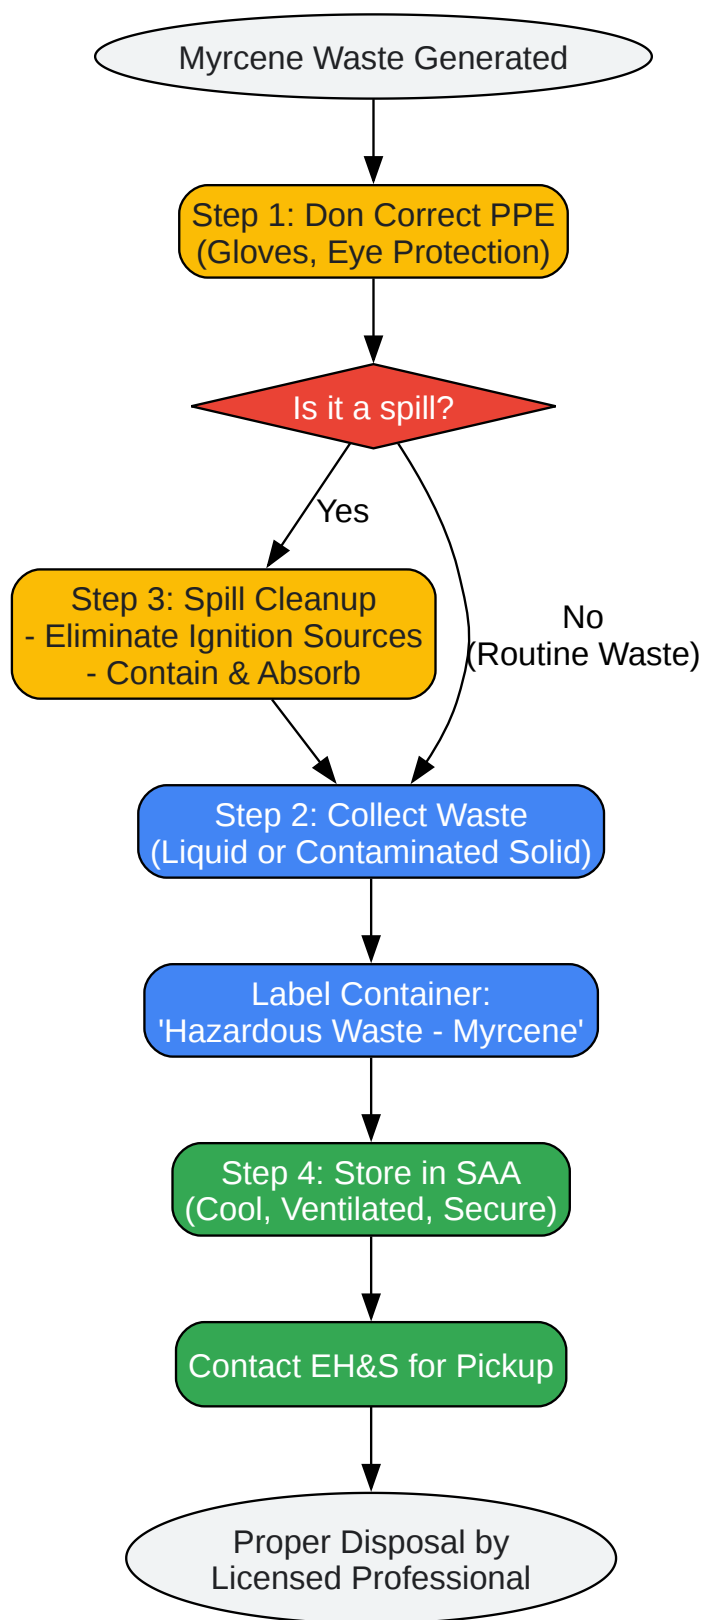 Myrcene Waste Generated
Step 1: Don Correct PPE
(Gloves, Eye Protection)
Is it a spill?
Yes
Step 3: Spill Cleanup
- Eliminate Ignition Sources
- Contain & Absorb
No
(Routine Waste)
Step 2: Collect Waste
(Liquid or Contaminated Solid)
Label Container:
'Hazardous Waste - Myrcene'
Step 4: Store in SAA
(Cool, Ventilated, Secure)
Contact EH&S for Pickup
Proper Disposal by
Licensed Professional